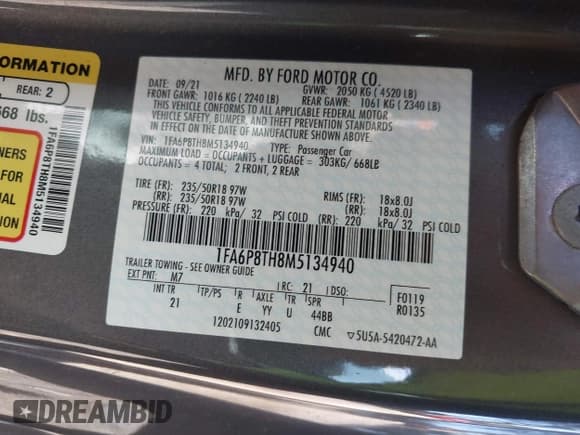 ORMATION
REAR: 2
668 lbs.
NERS
FOR
NAL
TION
1FA6P8TH8M5134940
MFD. BY FORD MOTOR CO.
DATE: 09/21 GVWR: 2050 KG ( 4520 LB)
FRONT GAWR: 1016 KG ( 2240 LB) REAR GAWR: 1061 KG ( 2340 LB)
THIS VEHICLE CONFORMS TO ALL APPLICABLE FEDERAL MOTOR
VEHICLE SAFETY, BUMPER, AND THEFT PREVENTION STANDARDS
IN EFFECT ON THE DATE OF MANUFACTURE SHOWN ABOVE.
VIN: 1FA6P8TH8M5134940 TYPE: Passenger Car
MAXIMUM LOAD = OCCUPANTS + LUGGAGE = 303KG/ 668LB
OCCUPANTS = 4 TOTAL; 2 FRONT, 2 REAR
TIRE (FR): 235/50R18 97W RIMS (FR): 18x8.0J
(RR): 235/50R18 97W (RR): 18x8.0J
PRESSURE (FR): 220 kPa/ 32 PSI COLD (RR): 220 kPa/ 32 PSI COLD
1FA6P8TH8M5134940
TRAILER TOWING - SEE OWNER GUIDE
EXT PNT: M7 RC: 21 DSO: F0119
INT TR TP/PS R AXLE TR SPR R0135
21 E YY U 44BB
1202109132405 CMC 5U5A-5420472-AA
DREAMBID